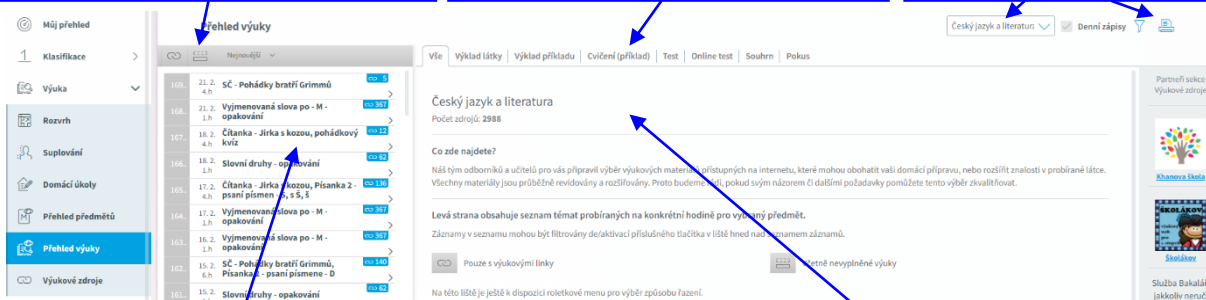 Můj přehled
Klasifikace
Výuka
Rozvrh
Suplování
Domácí úkoly
Přehled předmětů
Přehled výuky
Výukové zdroje
Přehled výuky
Český jazyk a literatur
Denní zápisy
Nejnovější
169. 21. 2. 4.h SČ - Pohádky bratří Grimmů 5
168. 21. 2. 1.h Vyjmenovaná slova po - M - opakování 367
167. 18. 2. 4.h Čítanka - Jirka s kozou, pohádkový kvíz 12
166. 18. 2. 1.h Slovní druhy - opakování 62
165. 17. 2. 4.h Čítanka - Jirka s kozou, Písanka 2 - psaní písmen - S, s Š, š 136
164. 17. 2. 1.h Vyjmenovaná slova po - M - opakování 367
163. 16. 2. 1.h Vyjmenovaná slova po - M - opakování 367
162. 15. 2. 6.h SČ - Pohádky bratří Grimmů, Písanka 2 - psaní písmene - D 140
161. 15. 2. Slovní druhy - opakování 62
Vše Výklad látky Výklad příkladu Cvičení (příklad) Test Online test Souhrn Pokus
Český jazyk a literatura
Počet zdrojů: 2988
Co zde najdete?
Náš tým odborníků a učitelů pro vás připravil výběr výukových materiálů přístupných na internetu, které mohou obohatit vaši domácí přípravu, nebo rozšířit znalosti v probírané látce.
Všechny materiály jsou průběžně revidovány a rozšiřovány. Proto budeme rádi, pokud svým názorem či dalšími požadavky pomůžete tento výběr zkvalitňovat.
Levá strana obsahuje seznam témat probíraných na konkrétní hodině pro vybraný předmět.
Záznamy v seznamu mohou být filtrovány de/aktivací příslušného tlačítka v liště hned nad seznamem záznamů.
Pouze s výukovými linky
Včetně nevyplněné výuky
Na této liště je ještě k dispozici roletkové menu pro výběr způsobu řazení.
Partneři sekce
Výukové zdroje
Khanova škola
ŠKOLÁKOV
Školákov
Služba Bakalář
jakkoliv neruč